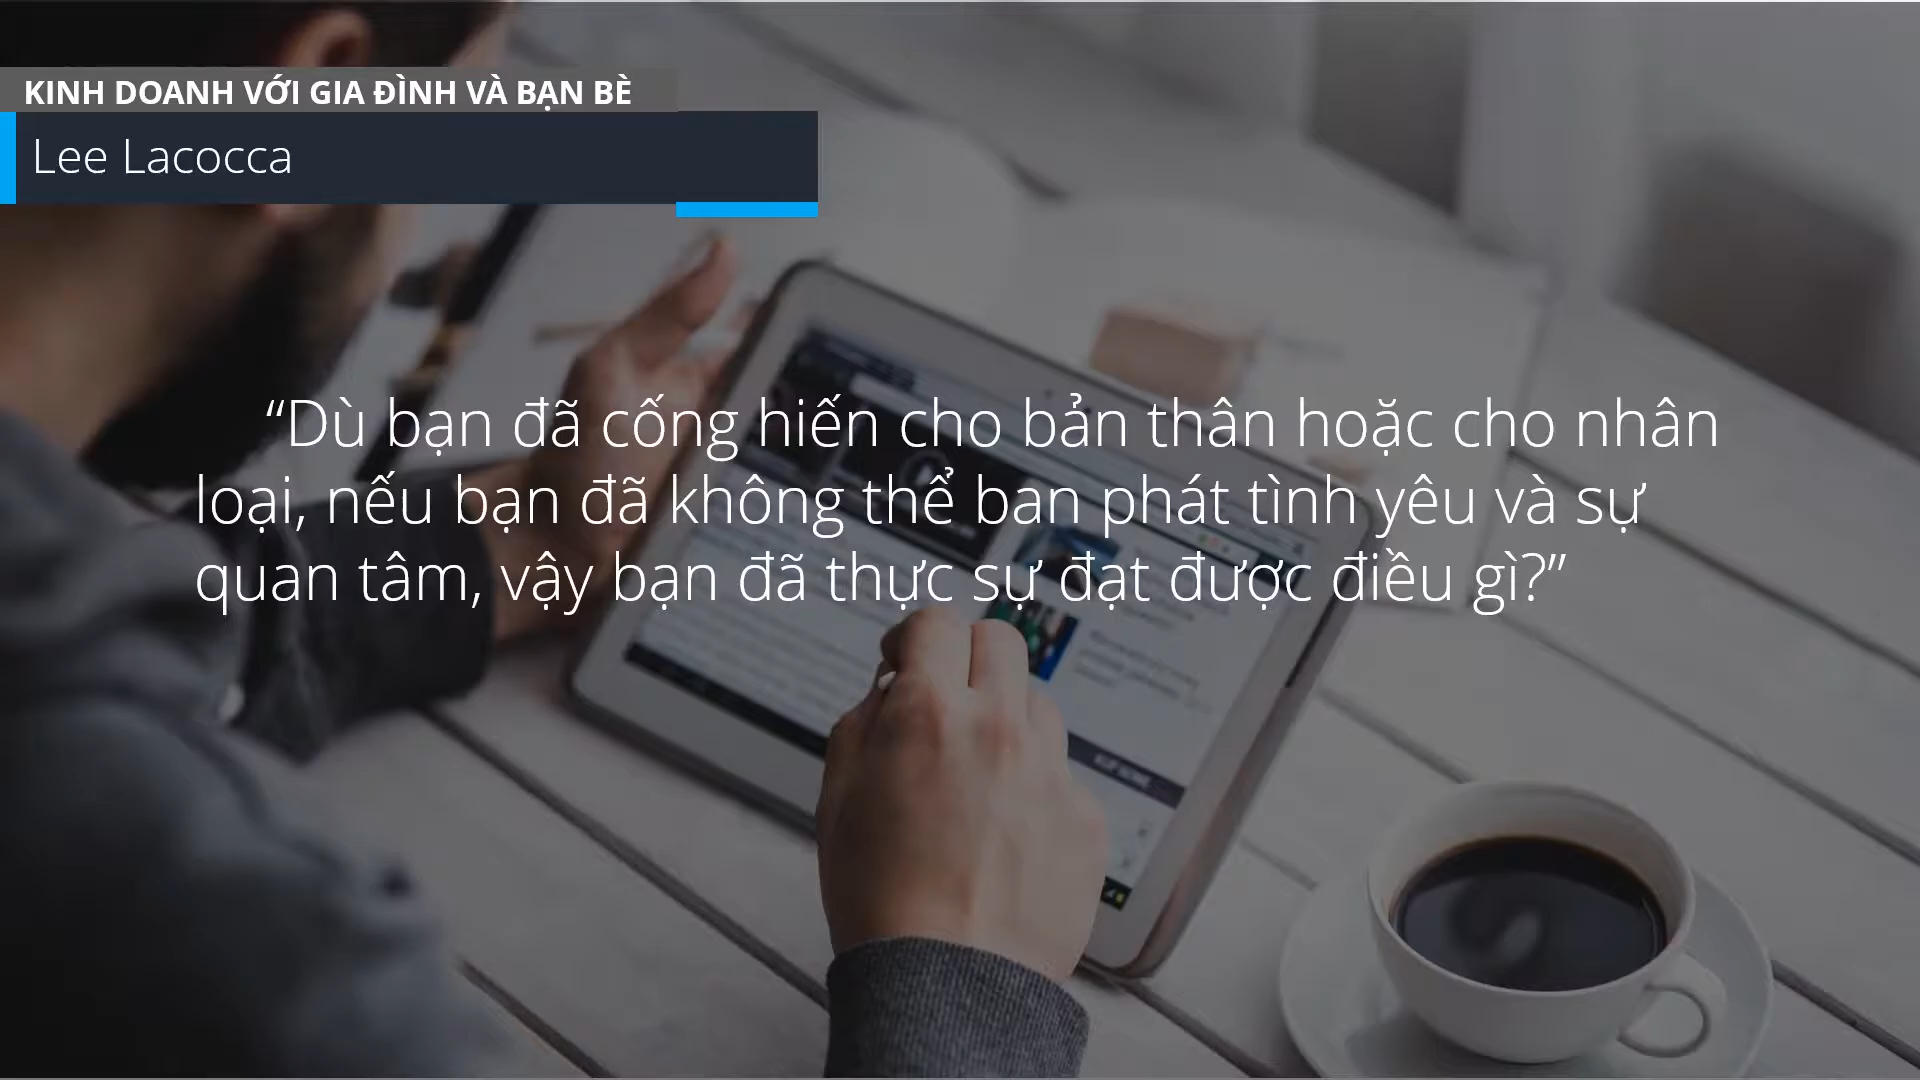 KINH DOANH VỚI GIA ĐÌNH VÀ BẠN BÈ
Lee Lacocca
“Dù bạn đã cống hiến cho bản thân hoặc cho nhân
loại, nếu bạn đã không thể ban phát tình yêu và sự
quan tâm, vậy bạn đã thực sự đạt được điều gì?”